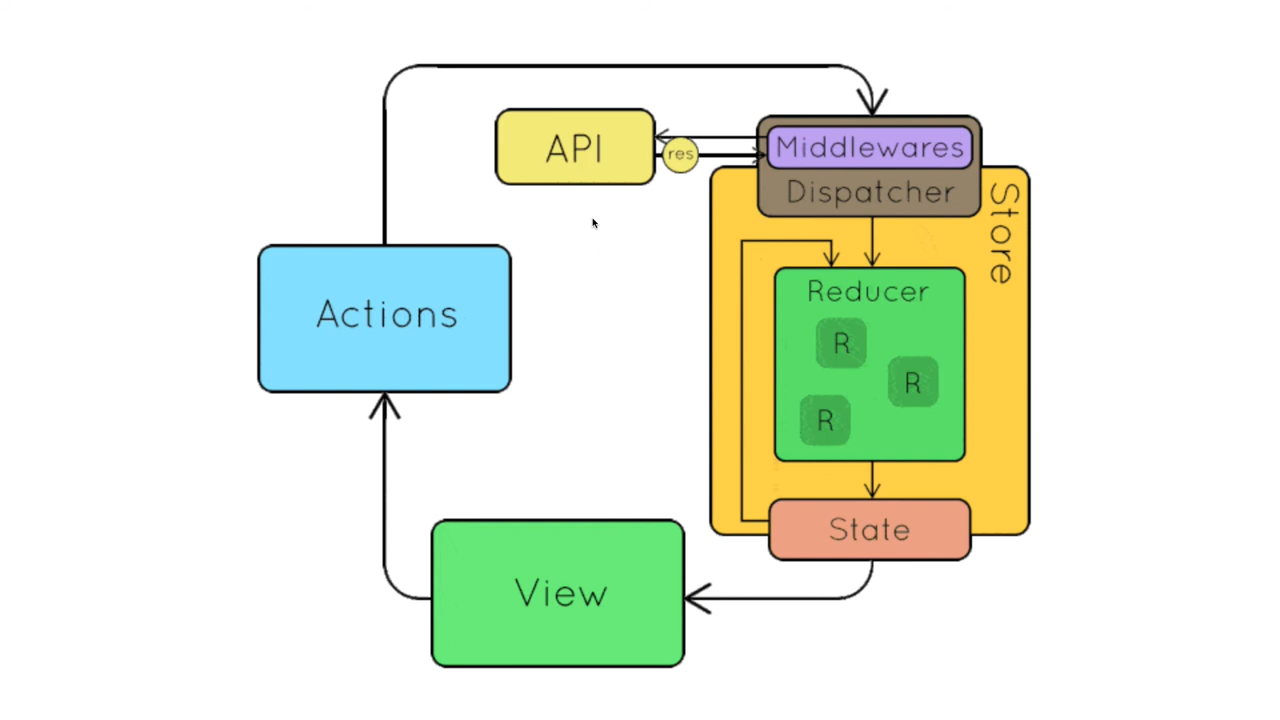 API
res
Middlewares
Dispatcher
Store
Actions
Reducer
R
R
R
State
View